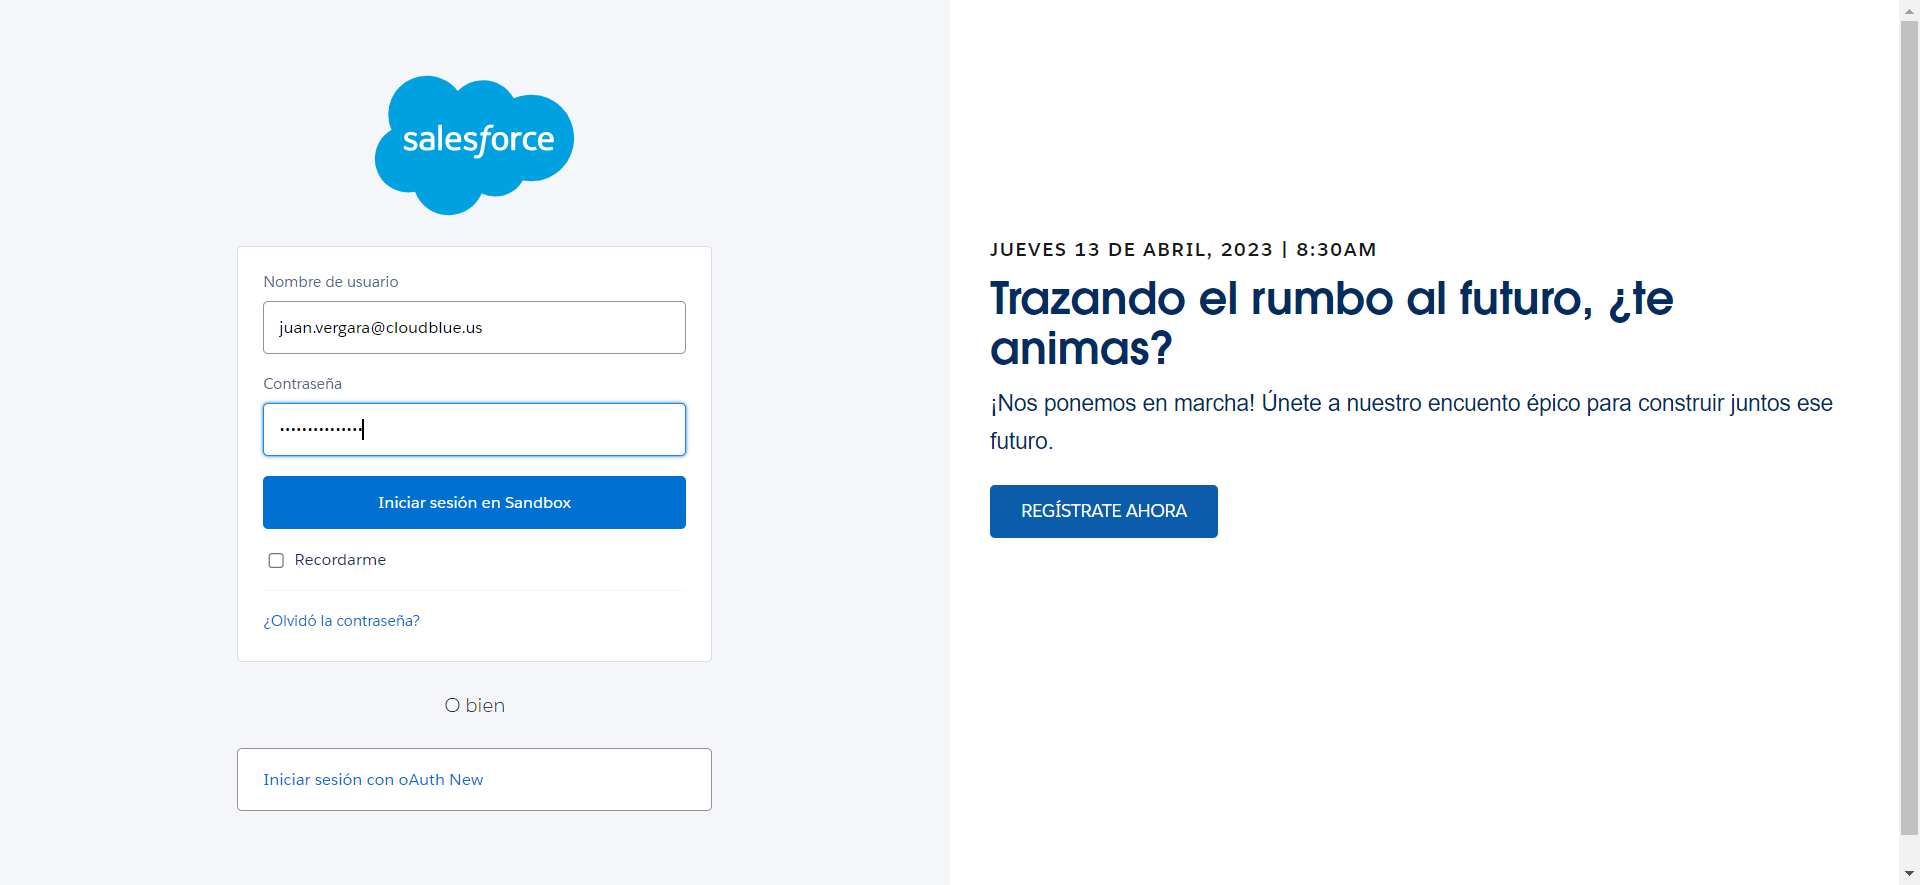 salesforce
Nombre de usuario
juan.vergara@cloudblue.us
Contraseña
•••••••••••••••
Iniciar sesión en Sandbox
Recordarme
¿Olvidó la contraseña?
O bien
Iniciar sesión con oAuth New
JUEVES 13 DE ABRIL, 2023 | 8:30AM
Trazando el rumbo al futuro, ¿te
animas?
¡Nos ponemos en marcha! Únete a nuestro encuento épico para construir juntos ese
futuro.
REGÍSTRATE AHORA